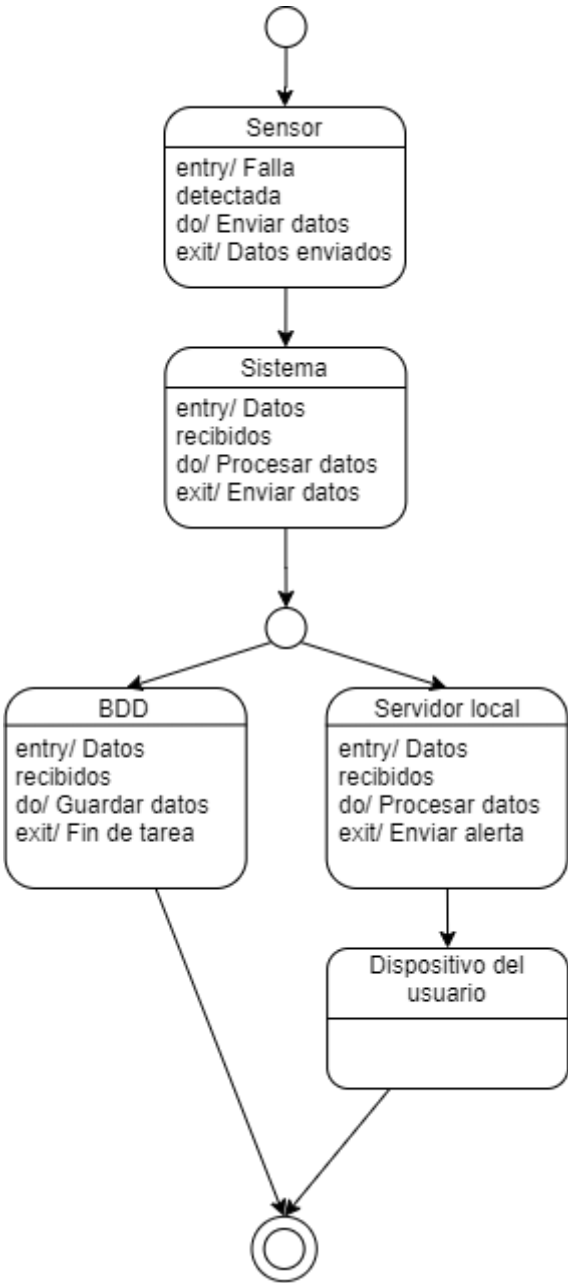 Sensor
entry/ Falla
detectada
do/ Enviar datos
exit/ Datos enviados
Sistema
entry/ Datos
recibidos
do/ Procesar datos
exit/ Enviar datos
BDD
entry/ Datos
recibidos
do/ Guardar datos
exit/ Fin de tarea
Servidor local
entry/ Datos
recibidos
do/ Procesar datos
exit/ Enviar alerta
Dispositivo del
usuario